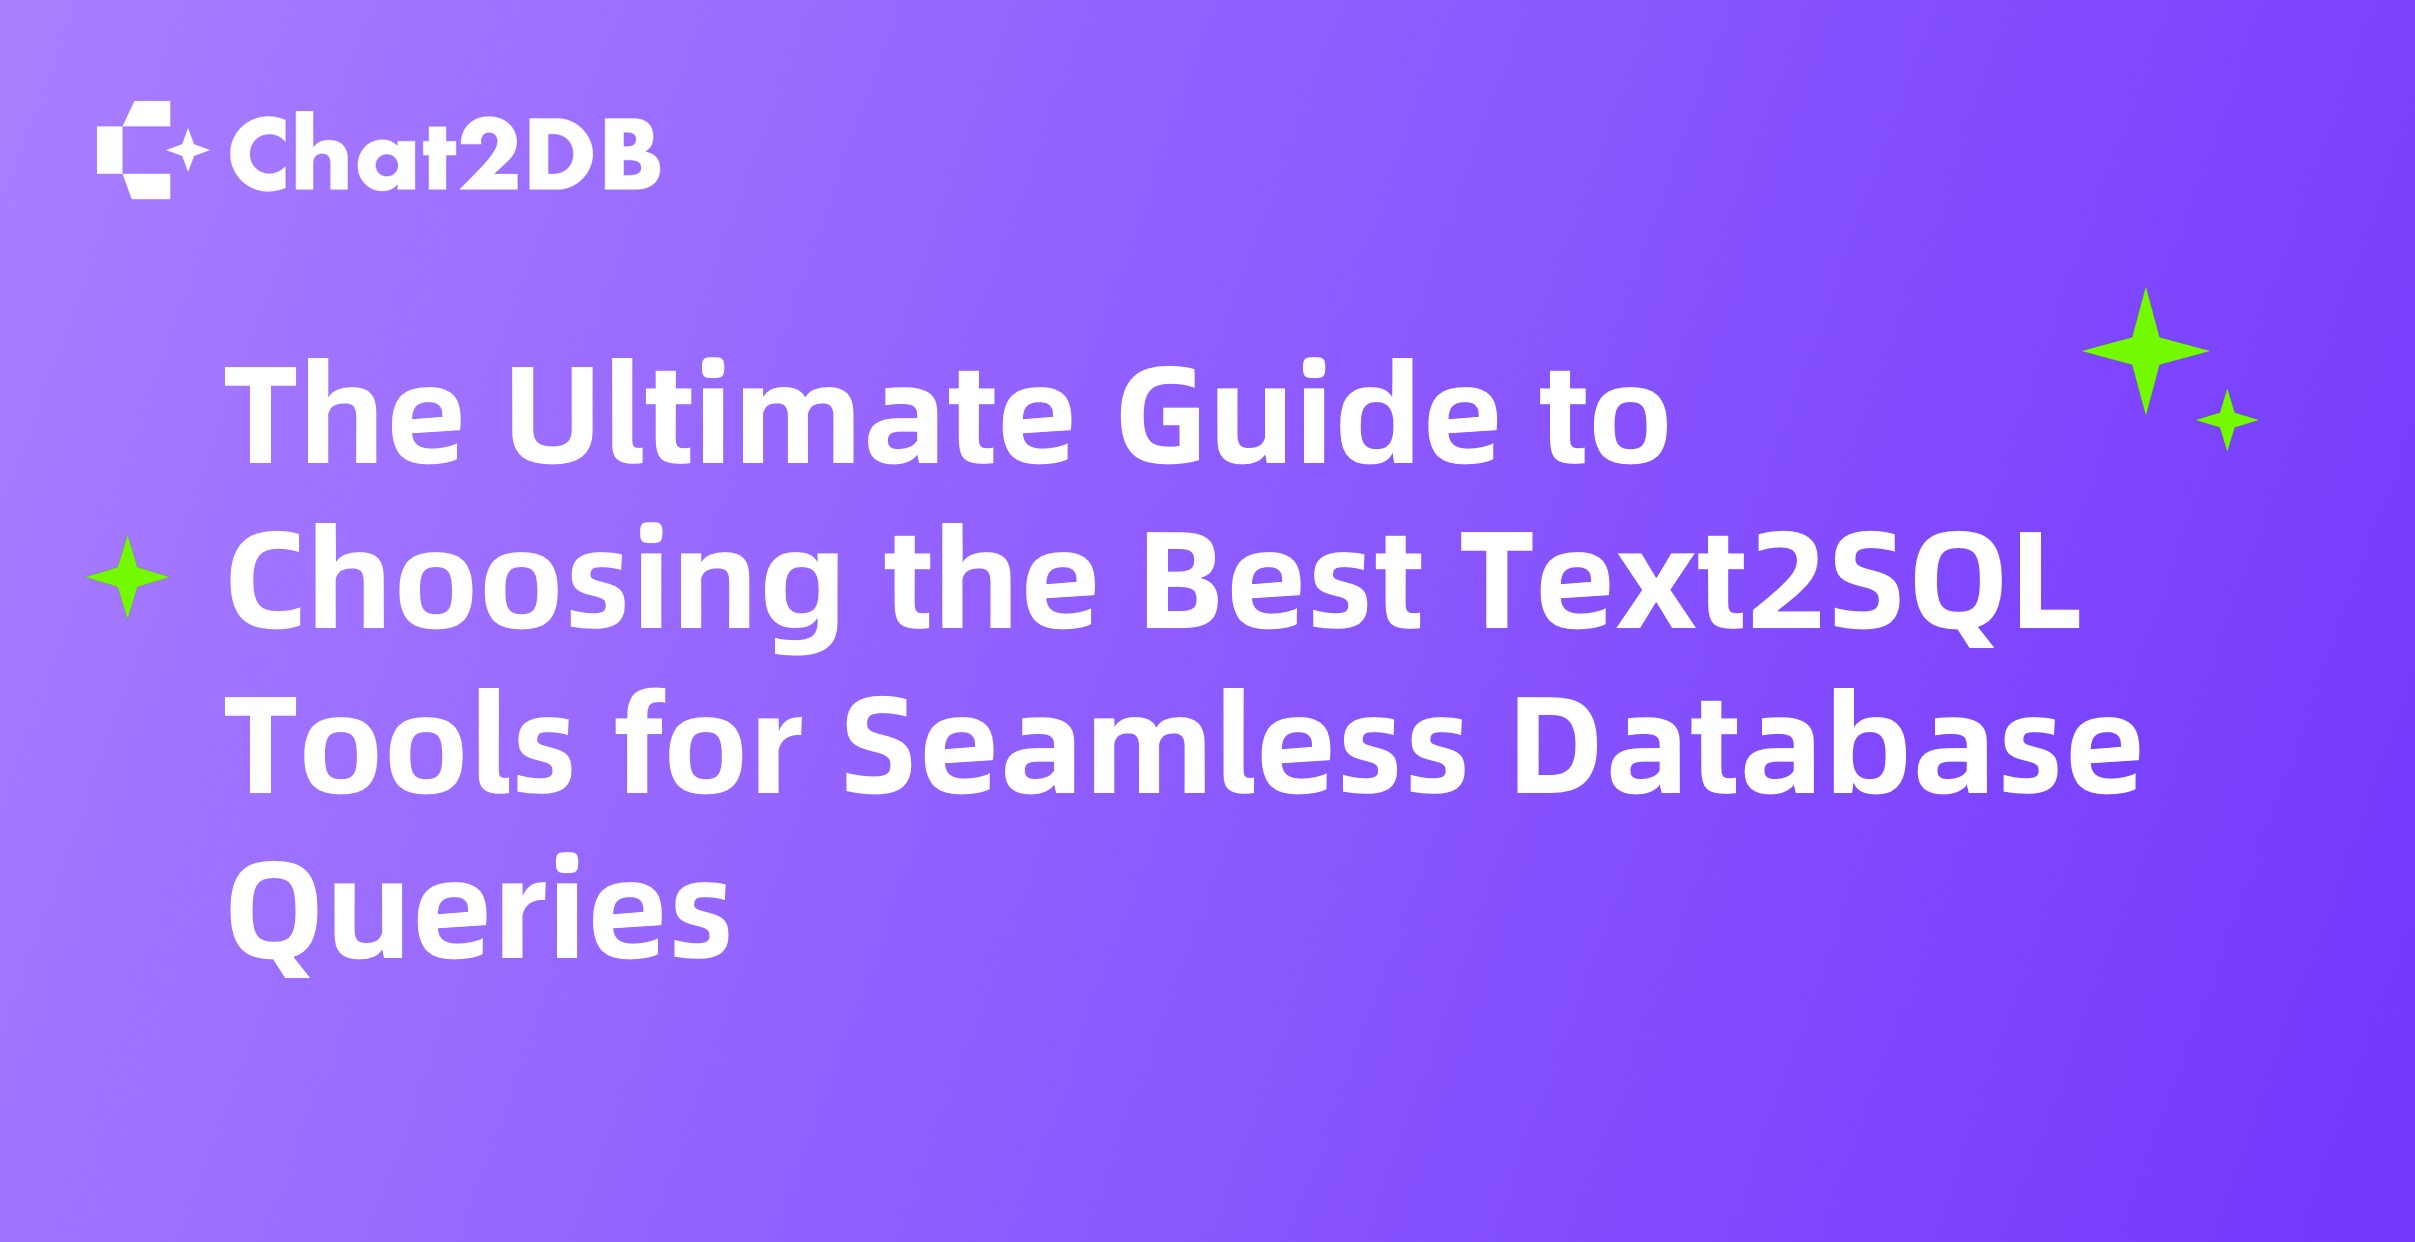 Chat2DB
The Ultimate Guide to
Choosing the Best Text2SQL
Tools for Seamless Database
Queries